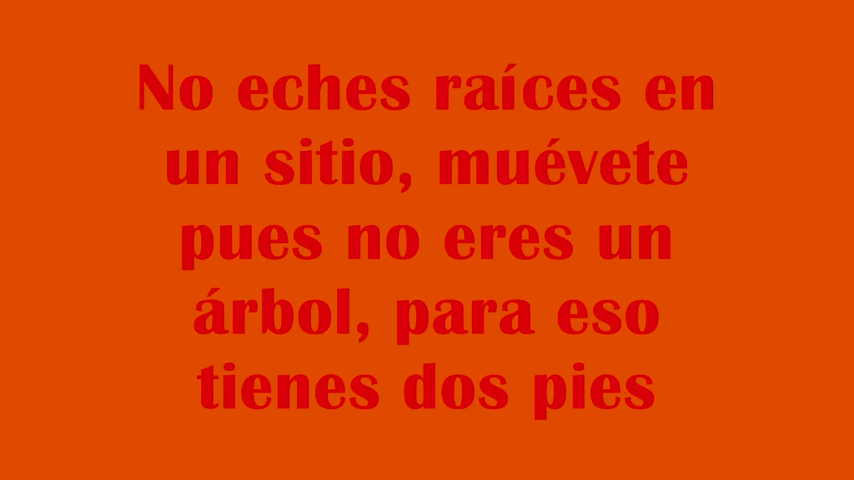 No eches raíces en
un sitio, muévete
pues no eres un
árbol, para eso
tienes dos pies